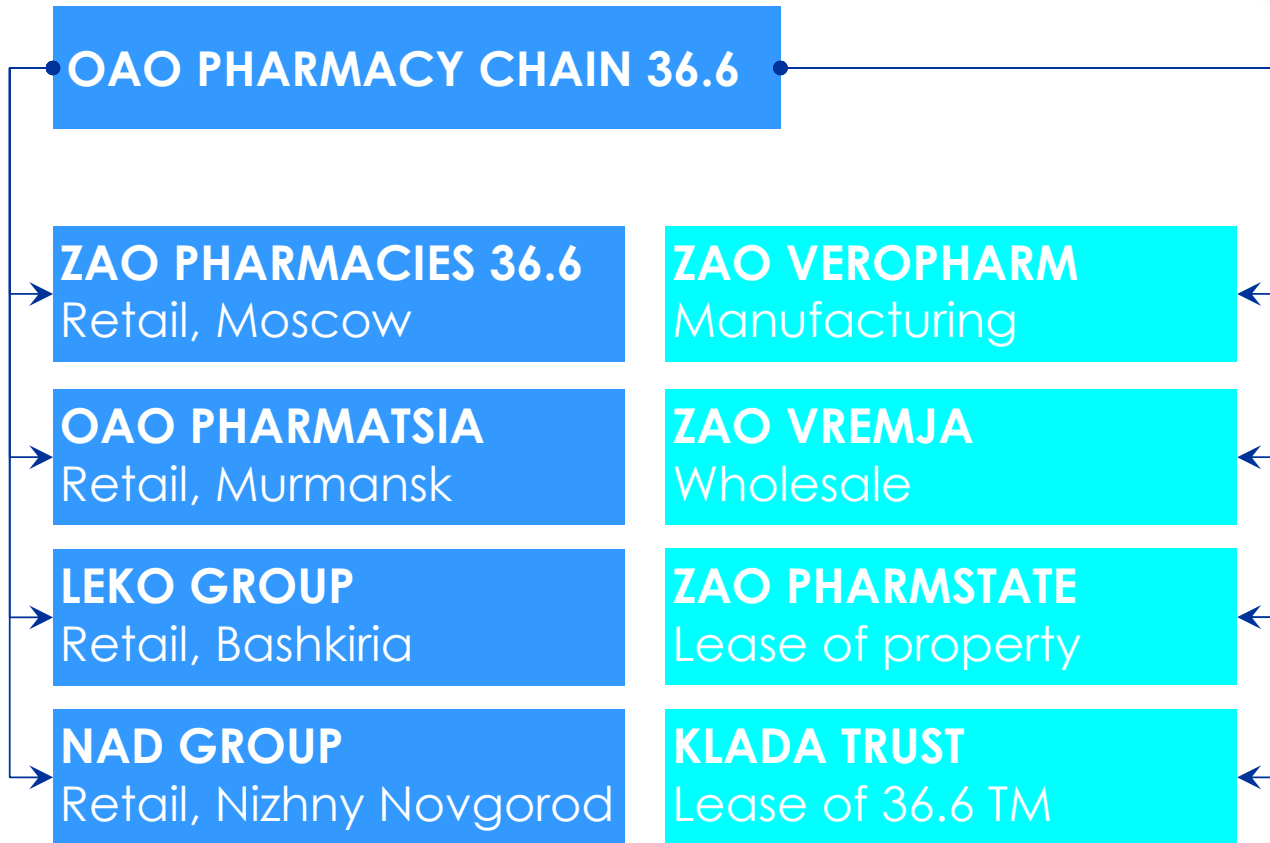 OAO PHARMACY CHAIN 36.6
ZAO PHARMACIES 36.6
Retail, Moscow
OAO PHARMATSIA
Retail, Murmansk
LEKO GROUP
Retail, Bashkiria
NAD GROUP
Retail, Nizhny Novgorod
ZAO VEROPHARM
Manufacturing
ZAO VREMJA
Wholesale
ZAO PHARMSTATE
Lease of property
KLADA TRUST
Lease of 36.6 TM